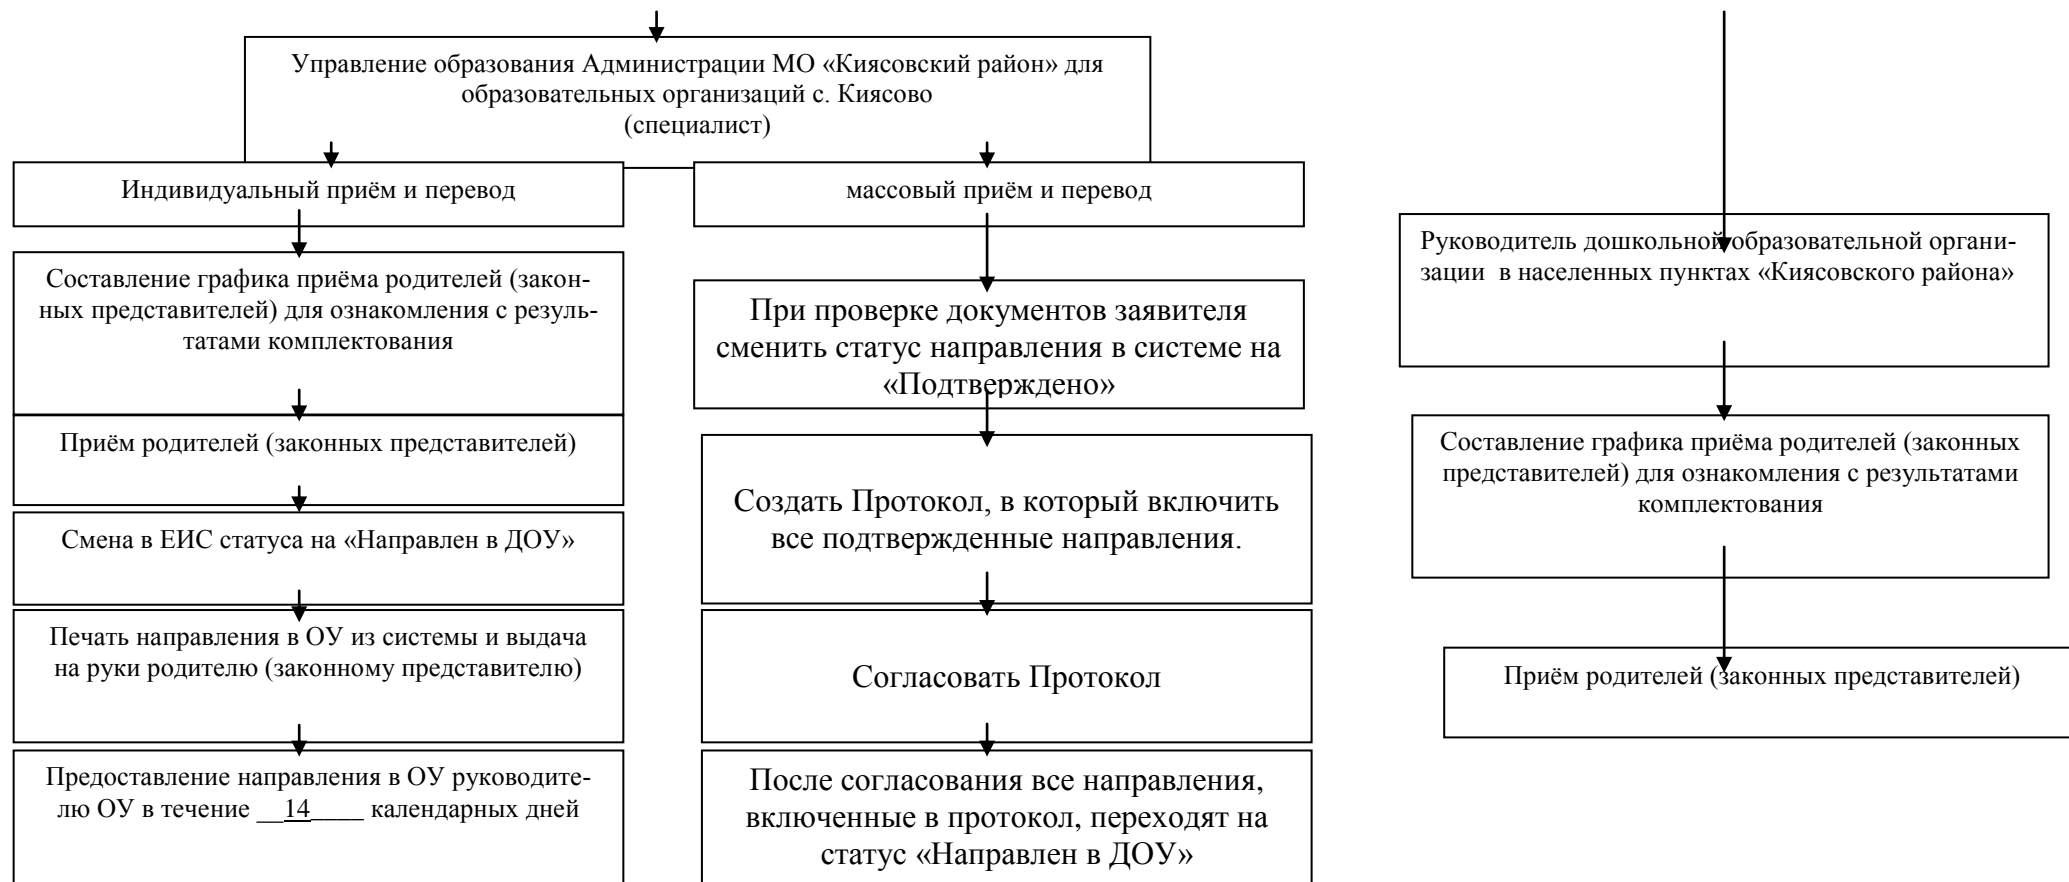 Управление образования Администрации МО «Киясовский район» для
образовательных организаций с. Киясово
(специалист)
Индивидуальный приём и перевод
Составление графика приёма родителей (закон-
ных представителей) для ознакомления с резуль-
татами комплектования
Приём родителей (законных представителей)
Смена в ЕИС статуса на «Направлен в ДОУ»
Печать направления в ОУ из системы и выдача
на руки родителю (законному представителю)
Предоставление направления в ОУ руководите-
лю ОУ в течение __14____ календарных дней
массовый приём и перевод
При проверке документов заявителя
сменить статус направления в системе на
«Подтверждено»
Создать Протокол, в который включить
все подтвержденные направления.
Согласовать Протокол
После согласования все направления,
включенные в протокол, переходят на
статус «Направлен в ДОУ»
Руководитель дошкольной образовательной органи-
зации в населенных пунктах «Киясовского района»
Составление графика приёма родителей (законных
представителей) для ознакомления с результатами
комплектования
Приём родителей (законных представителей)